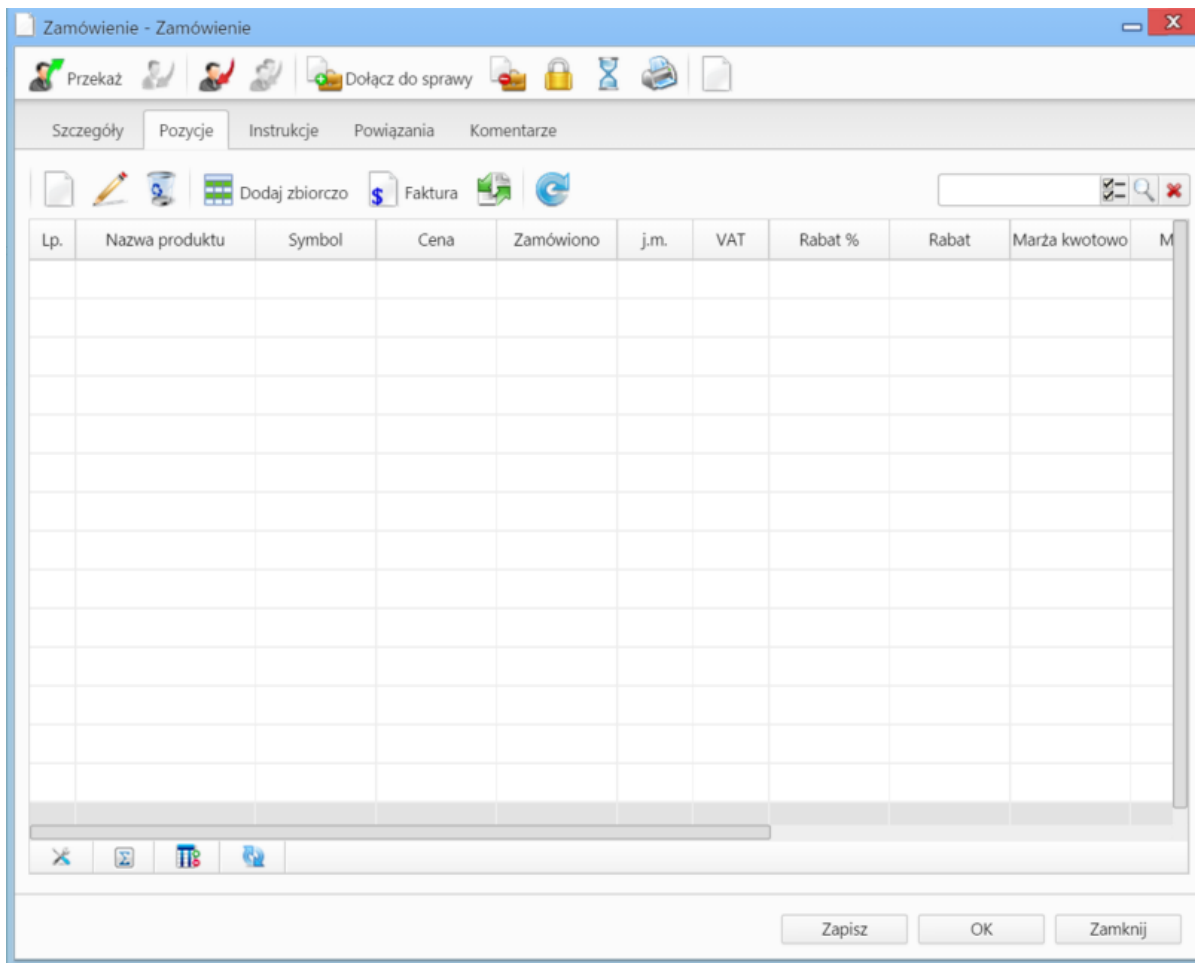 Zamówienie - Zamówienie
Przekaż Dołącz do sprawy
Szczegóły Pozycje Instrukcje Powiązania Komentarze
Dodaj zbiorczo $ Faktura
Lp. Nazwa produktu Symbol Cena Zamówiono j.m. VAT Rabat % Rabat Marża kwotowo M
Σ
Zapisz OK Zamknij